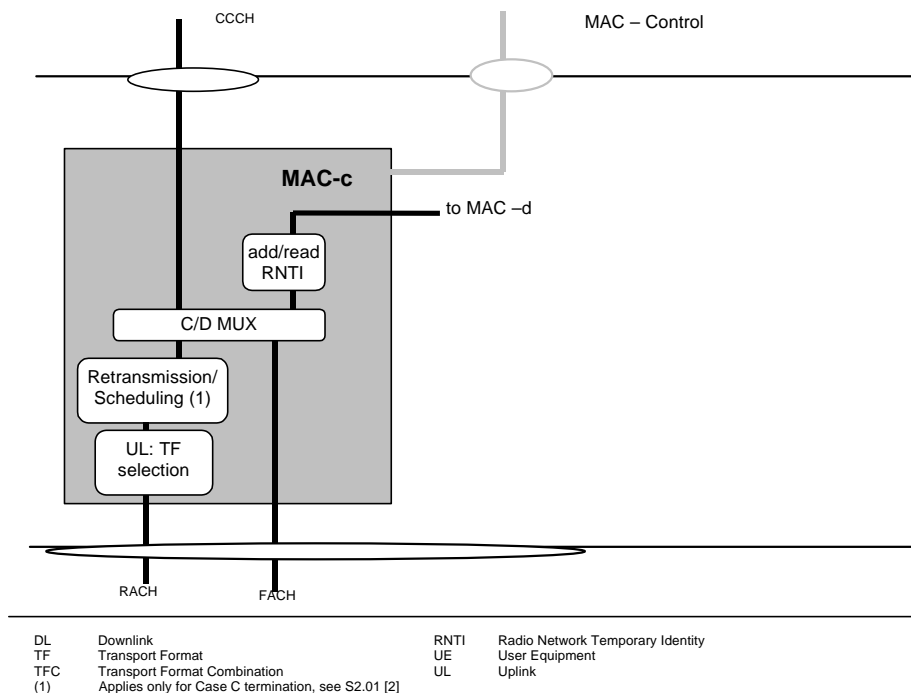 CCCH
MAC – Control
MAC-c
to MAC –d
add/read
RNTI
C/D MUX
Retransmission/
Scheduling (1)
UL: TF
selection
RACH
FACH
DL Downlink
TF Transport Format
TFC Transport Format Combination
(1) Applies only for Case C termination, see S2.01 [2]
RNTI Radio Network Temporary Identity
UE User Equipment
UL Uplink